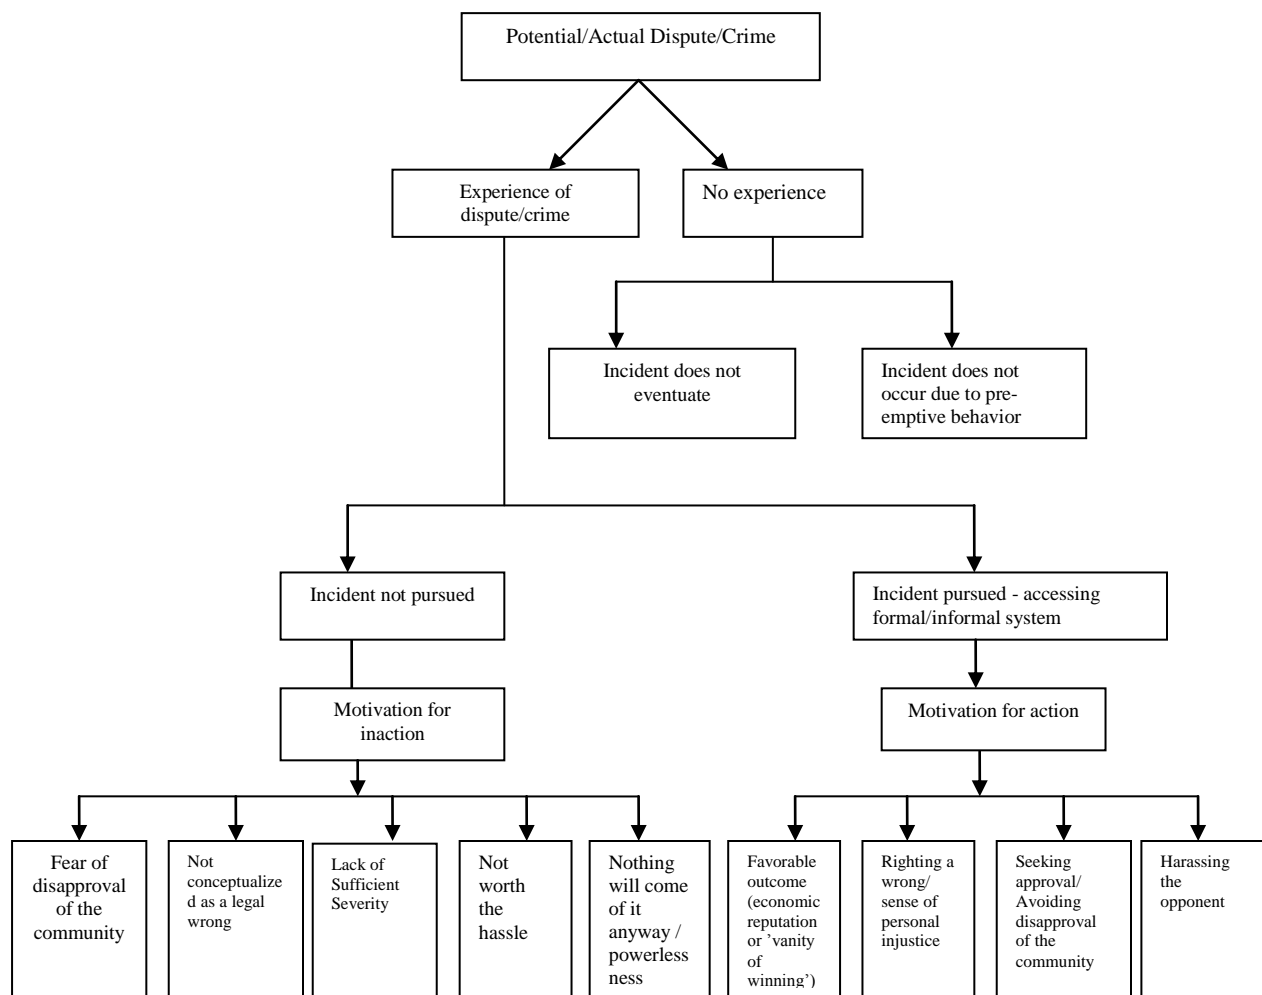 Potential/Actual Dispute/Crime
Experience of
dispute/crime
No experience
Incident does not
eventuate
Incident does not
occur due to pre-
emptive behavior
Incident not pursued
Incident pursued - accessing
formal/informal system
Motivation for
inaction
Motivation for action
Fear of
disapproval
of the
community
Not
conceptualize
d as a legal
wrong
Lack of
Sufficient
Severity
Not
worth
the
hassle
Nothing
will come
of it
anyway /
powerless
ness
Favorable
outcome
(economic
reputation
or ’vanity
of
winning’)
Righting a
wrong/
sense of
personal
injustice
Seeking
approval/
Avoiding
disapproval
of the
community
Harassing
the
opponent